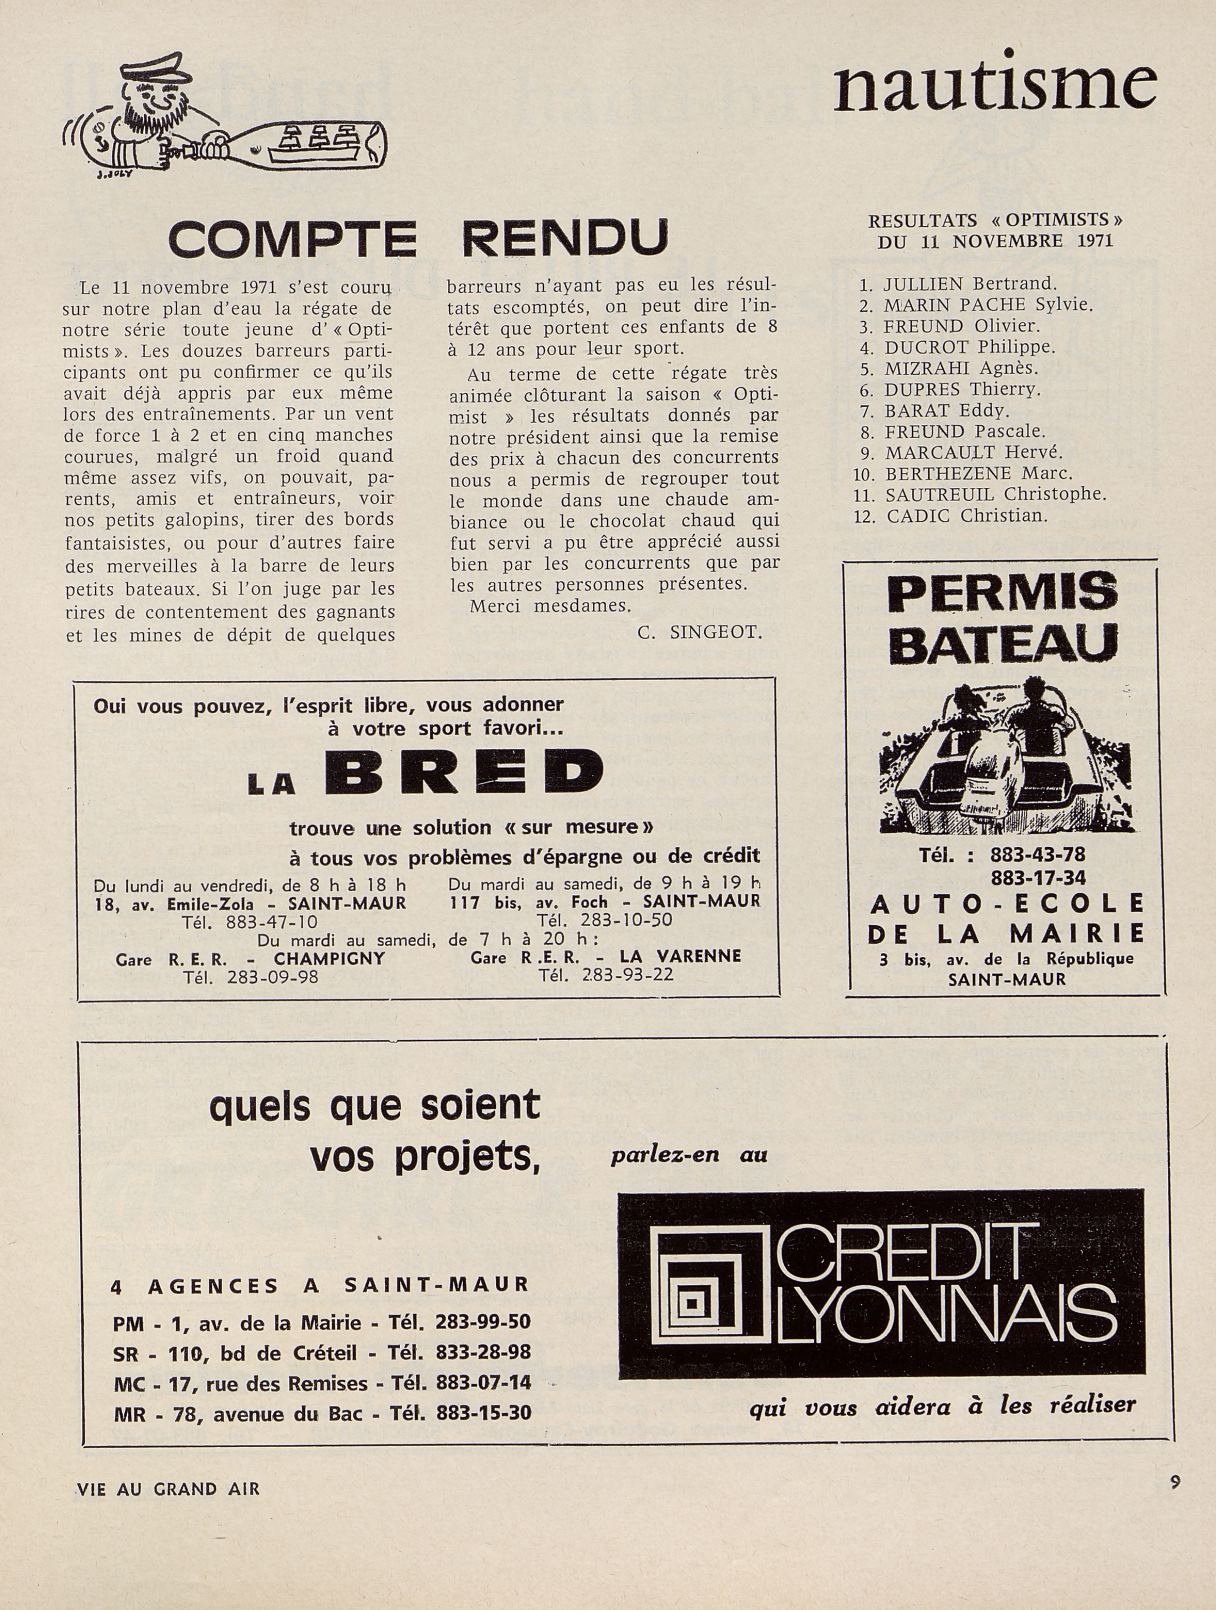 nautisme
J. JOLY
COMPTE RENDU
Le 11 novembre 1971 s'est couru
sur notre plan d'eau la régate de
notre série toute jeune d' « Opti-
mists ». Les douzes barreurs parti-
cipants ont pu confirmer ce qu'ils
avait déjà appris par eux même
lors des entraînements. Par un vent
de force 1 à 2 et en cinq manches
courues, malgré un froid quand
même assez vifs, on pouvait, pa-
rents, amis et entraîneurs, voir
nos petits galopins, tirer des bords
fantaisistes, ou pour d'autres faire
des merveilles à la barre de leurs
petits bateaux. Si l'on juge par les
rires de contentement des gagnants
et les mines de dépit de quelques
barreurs n'ayant pas eu les résul-
tats escomptés, on peut dire l'in-
térêt que portent ces enfants de 8
à 12 ans pour leur sport.
Au terme de cette régate très
animée clôturant la saison « Opti-
mist » les résultats donnés par
notre président ainsi que la remise
des prix à chacun des concurrents
nous a permis de regrouper tout
le monde dans une chaude am-
biance ou le chocolat chaud qui
fut servi a pu être apprécié aussi
bien par les concurrents que par
les autres personnes présentes.
Merci mesdames.
C. SINGEOT.
RESULTATS « OPTIMISTS »
DU 11 NOVEMBRE 1971
1. JULLIEN Bertrand.
2. MARIN PACHE Sylvie.
3. FREUND Olivier.
4. DUCROT Philippe.
5. MIZRAHI Agnès.
6. DUPRES Thierry.
7. BARAT Eddy.
8. FREUND Pascale.
9. MARCAULT Hervé.
10. BERTHEZENE Marc.
11. SAUTREUIL Christophe.
12. CADIC Christian.
Oui vous pouvez, l'esprit libre, vous adonner
à votre sport favori...
LA BRED
trouve une solution « sur mesure »
à tous vos problèmes d'épargne ou de crédit
Du lundi au vendredi, de 8 h à 18 h
18, av. Emile-Zola - SAINT-MAUR
Tél. 883-47-10
Du mardi au samedi, de 9 h à 19 h
117 bis, av. Foch - SAINT-MAUR
Tél. 283-10-50
Du mardi au samedi, de 7 h à 20 h :
Gare R. E. R. - CHAMPIGNY
Tél. 283-09-98
Gare R .E. R. - LA VARENNE
Tél. 283-93-22
PERMIS
BATEAU
Tél. : 883-43-78
883-17-34
AUTO-ECOLE
DE LA MAIRIE
3 bis, av. de la République
SAINT-MAUR
quels que soient
vos projets,
parlez-en au
CREDIT
LYONNAIS
qui vous aidera à les réaliser
4 AGENCES A SAINT-MAUR
PM - 1, av. de la Mairie - Tél. 283-99-50
SR - 110, bd de Créteil - Tél. 833-28-98
MC - 17, rue des Remises - Tél. 883-07-14
MR - 78, avenue du Bac - Tél. 883-15-30
VIE AU GRAND AIR
9